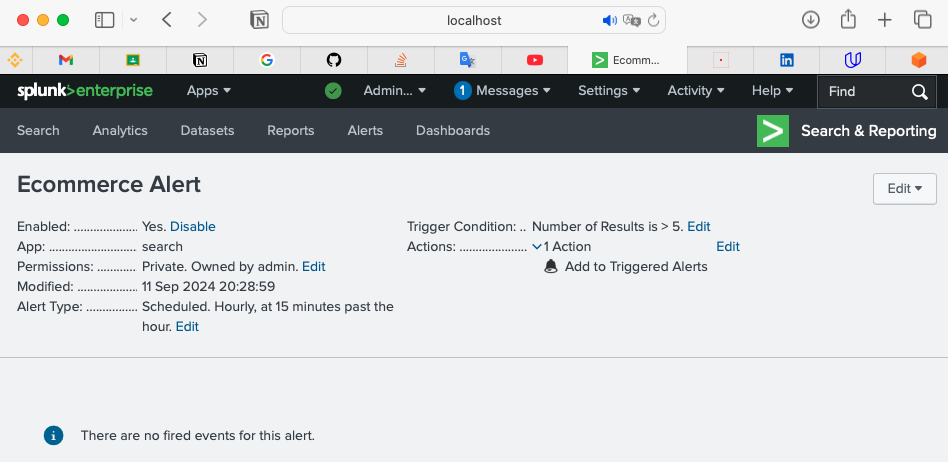 localhost
Ecomm...
splunk>enterprise Apps Admin... 1 Messages Settings Activity Help Find
Search Analytics Datasets Reports Alerts Dashboards Search & Reporting
Ecommerce Alert Edit
Enabled: .................... Yes. Disable
App: ........................... search
Permissions: ............ Private. Owned by admin. Edit
Modified: .................. 11 Sep 2024 20:28:59
Alert Type: ................ Scheduled. Hourly, at 15 minutes past the
hour. Edit
Trigger Condition: .. Number of Results is > 5. Edit
Actions: ..................... 1 Action Edit
Add to Triggered Alerts
There are no fired events for this alert.